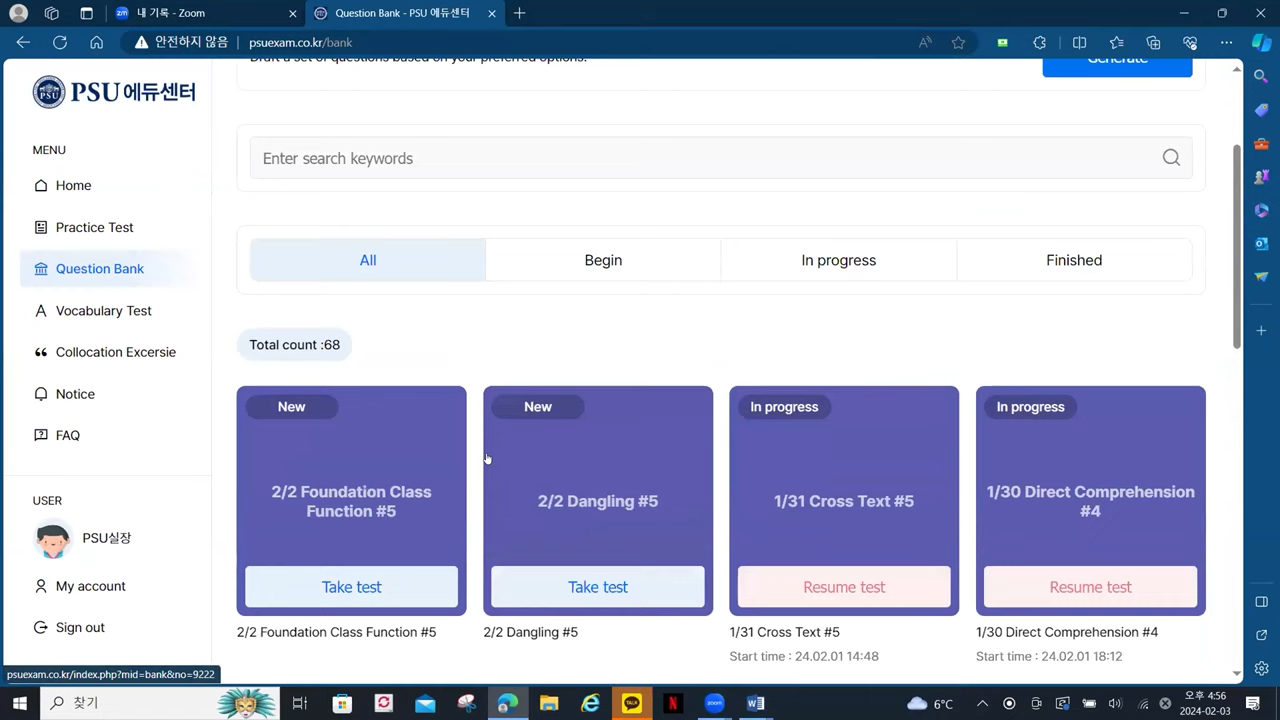 내 기록 - Zoom
Question Bank - PSU 에듀센터
안전하지 않음
psuexam.co.kr/bank
PSU 에듀센터
MENU
Home
Practice Test
Question Bank
Vocabulary Test
Collocation Excersie
Notice
FAQ
USER
PSU실장
My account
Sign out
Draft a set of questions based on your preferred options.
Generate
Enter search keywords
All
Begin
In progress
Finished
Total count :68
New
2/2 Foundation Class
Function #5
Take test
2/2 Foundation Class Function #5
New
2/2 Dangling #5
Take test
2/2 Dangling #5
In progress
1/31 Cross Text #5
Resume test
1/31 Cross Text #5
Start time : 24.02.01 14:48
In progress
1/30 Direct Comprehension
#4
Resume test
1/30 Direct Comprehension #4
Start time : 24.02.01 18:12
psuexam.co.kr/index.php?mid=bank&no=9222
찾기
6°C
오후 4:56
2024-02-03